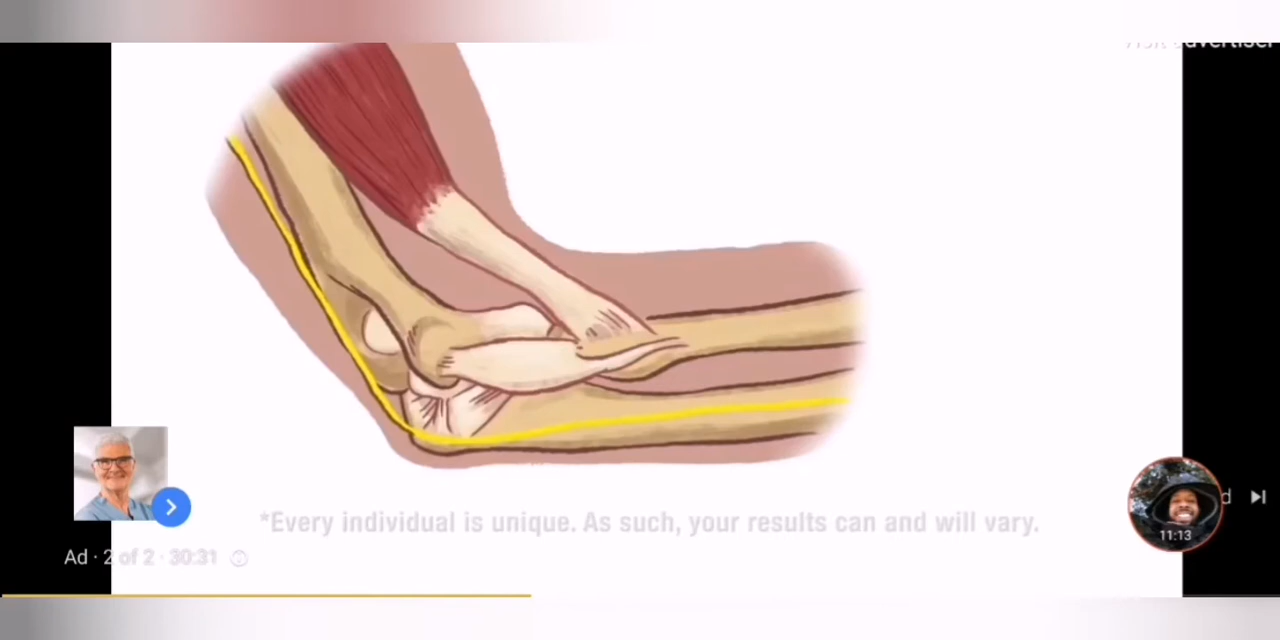 advertiser
*Every individual is unique. As such, your results can and will vary.
Ad · 2 of 2 · 30:31
11:13